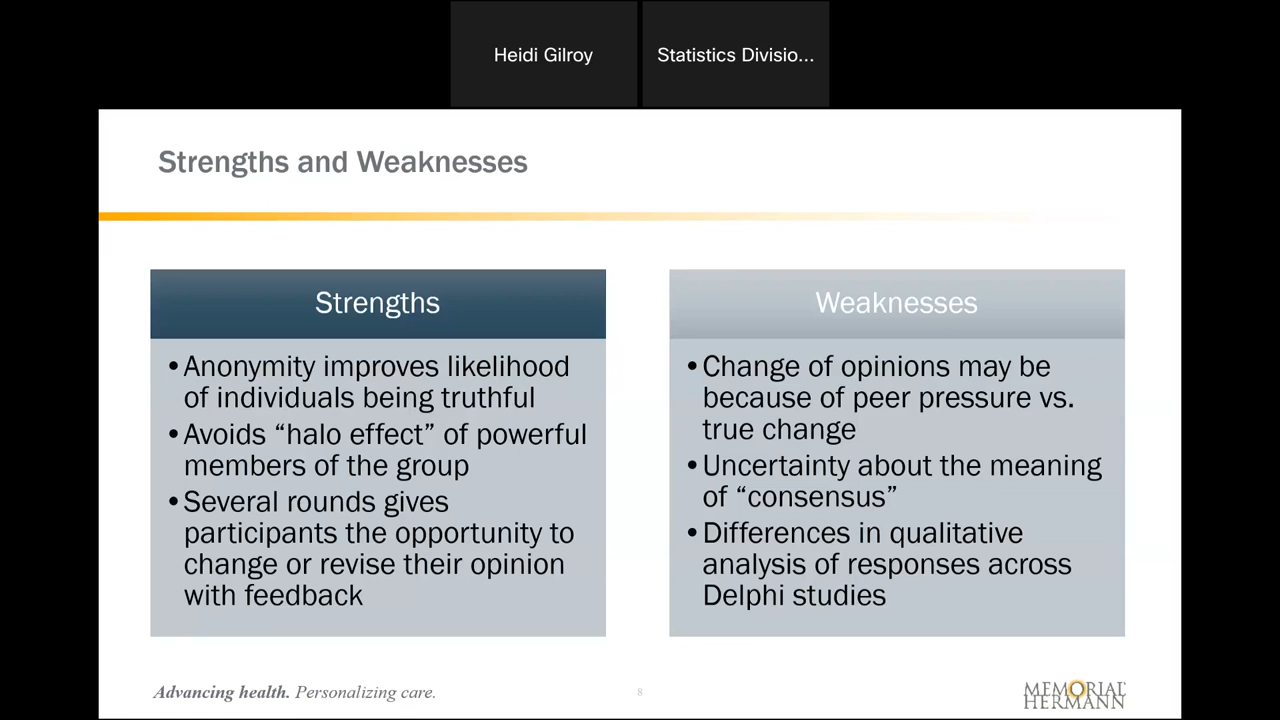 Heidi Gilroy
Statistics Divisio...
Strengths and Weaknesses
Strengths
•Anonymity improves likelihood
of individuals being truthful
•Avoids “halo effect” of powerful
members of the group
•Several rounds gives
participants the opportunity to
change or revise their opinion
with feedback
Weaknesses
•Change of opinions may be
because of peer pressure vs.
true change
•Uncertainty about the meaning
of “consensus”
•Differences in qualitative
analysis of responses across
Delphi studies
Advancing health. Personalizing care.
8
MEMORIAL
HERMANN